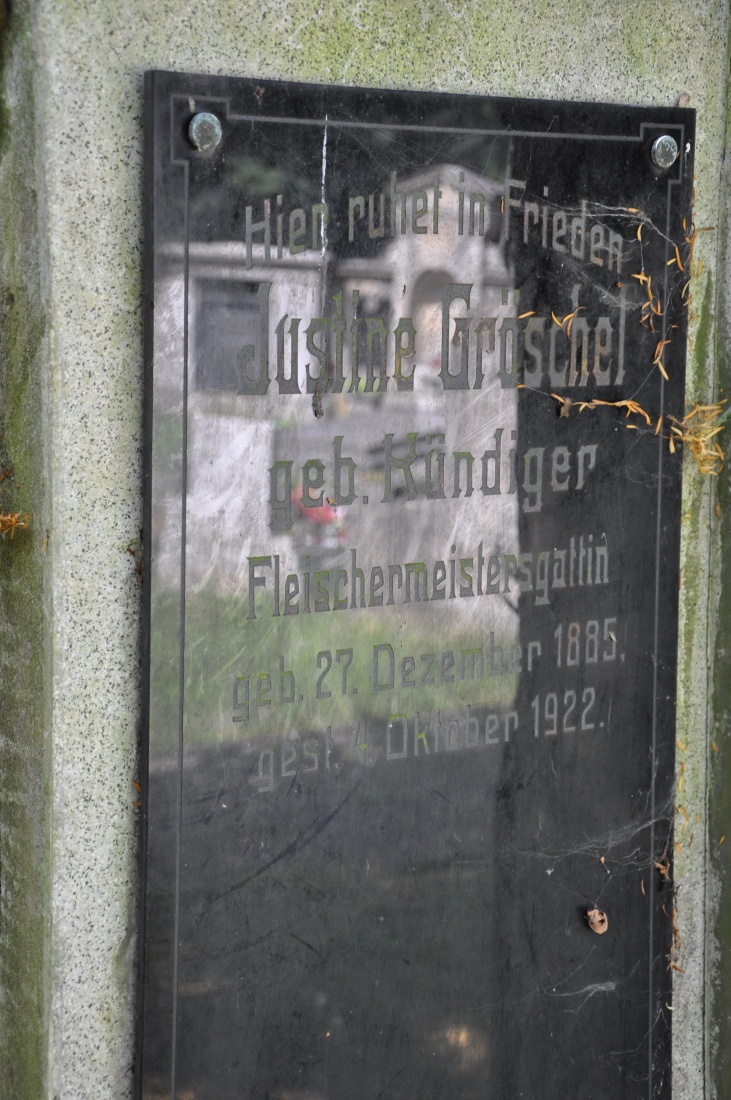 Hier ruhet in Frieden
Justine Gröschel
geb. Kündiger
Fleischermeistersgattin
geb. 27. Dezember 1885,
gest. 4. Oktober 1922.